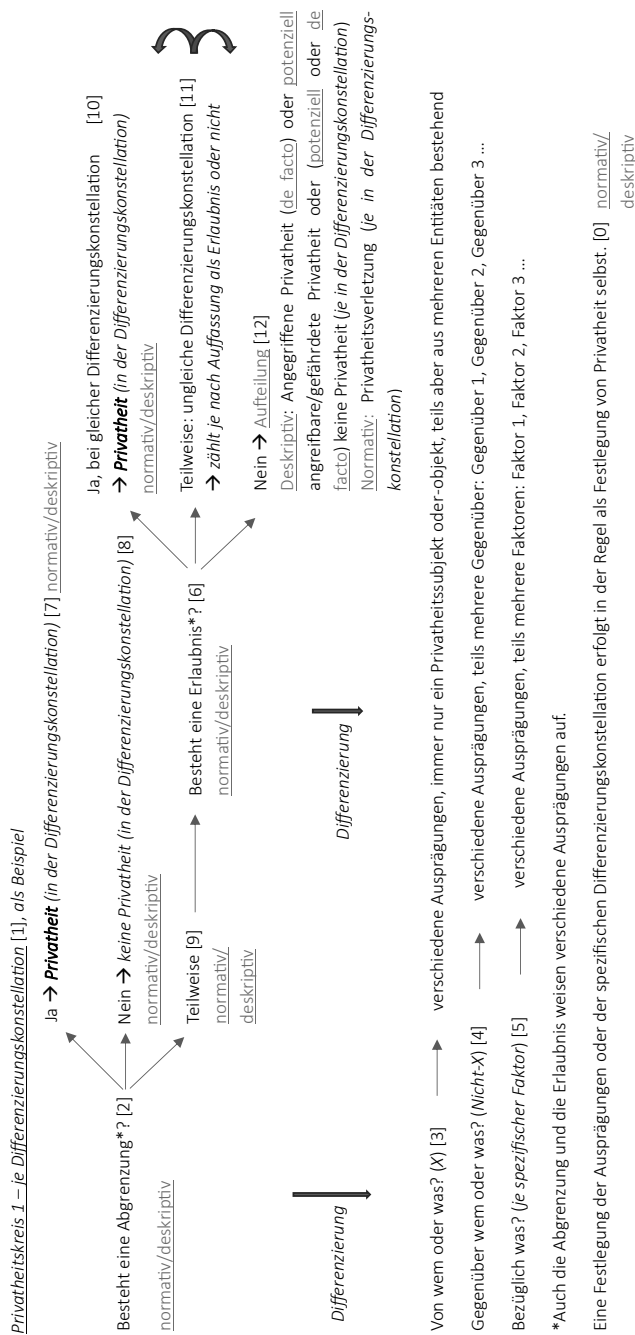 Privatheitskreis 1 – je Differenzierungskonstellation [1], als Beispiel
Ja → Privatheit (in der Differenzierungskonstellation) [7] normativ/deskriptiv
Besteht eine Abgrenzung*? [2]
normativ/deskriptiv
Nein → keine Privatheit (in der Differenzierungskonstellation) [8]
normativ/deskriptiv
Teilweise [9]
normativ/
deskriptiv
Besteht eine Erlaubnis*? [6]
normativ/deskriptiv
Ja, bei gleicher Differenzierungskonstellation [10]
→ Privatheit (in der Differenzierungskonstellation)
normativ/deskriptiv
Teilweise: ungleiche Differenzierungskonstellation [11]
→ zählt je nach Auffassung als Erlaubnis oder nicht
Nein → Aufteilung [12]
Deskriptiv: Angegriffene Privatheit (de facto) oder potenziell
angreifbare/gefährdete Privatheit oder (potenziell oder de
facto) keine Privatheit (je in der Differenzierungskonstellation)
Normativ: Privatheitsverletzung (je in der Differenzierungs-
konstellation)
Differenzierung
Differenzierung
Von wem oder was? (X) [3] → verschiedene Ausprägungen, immer nur ein Privatheitssubjekt oder-objekt, teils aber aus mehreren Entitäten bestehend
Gegenüber wem oder was? (Nicht-X) [4] → verschiedene Ausprägungen, teils mehrere Gegenüber: Gegenüber 1, Gegenüber 2, Gegenüber 3 ...
Bezüglich was? (je spezifischer Faktor) [5] → verschiedene Ausprägungen, teils mehrere Faktoren: Faktor 1, Faktor 2, Faktor 3 ...
*Auch die Abgrenzung und die Erlaubnis weisen verschiedene Ausprägungen auf.
Eine Festlegung der Ausprägungen oder der spezifischen Differenzierungskonstellation erfolgt in der Regel als Festlegung von Privatheit selbst. [0] normativ/
deskriptiv